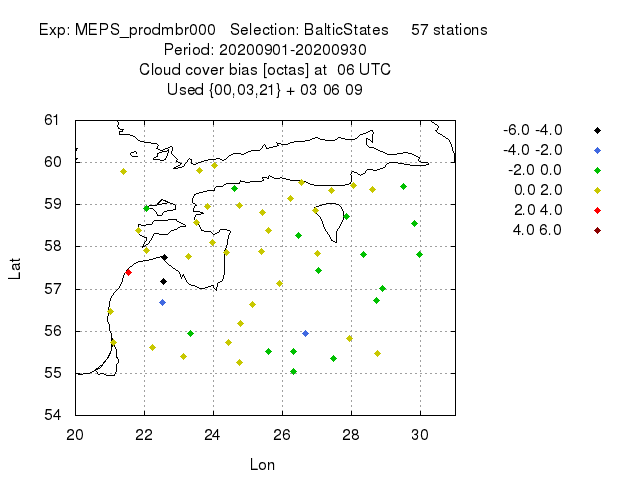 Exp: MEPS_prodmbr000   Selection: BalticStates     57 stations
Period: 20200901-20200930
Cloud cover bias [octas] at  06 UTC
Used {00,03,21} + 03 06 09
61
60
59
58
57
56
55
54
Lat
20 22 24 26 28 30
Lon
-6.0 -4.0
-4.0 -2.0
-2.0 0.0
0.0 2.0
2.0 4.0
4.0 6.0